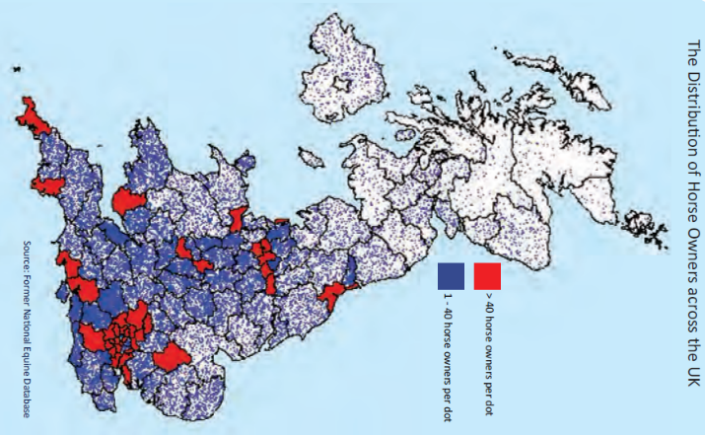 The Distribution of Horse Owners across the UK
> 40 horse owners per dot
1 - 40 horse owners per dot
Source: Former National Equine Database